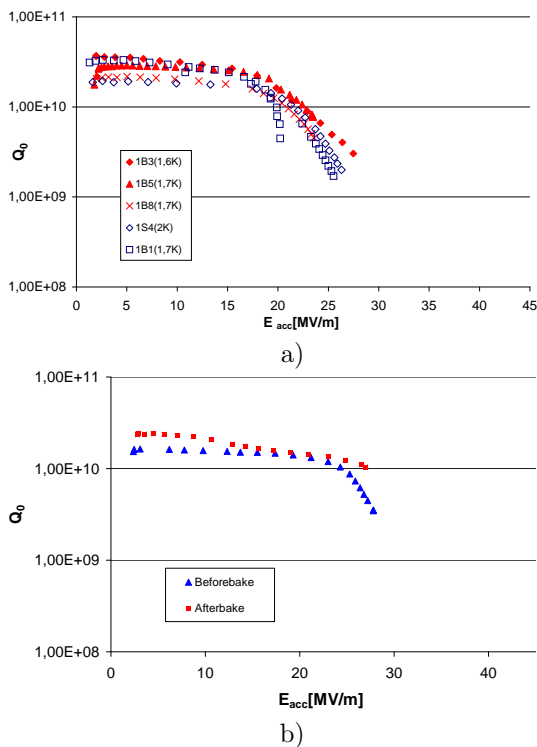 1,00E+11
1,00E+10
1,00E+09
1,00E+08
Q0
1B3(1,6K)
1B5(1,7K)
1B8(1,7K)
1S4(2K)
1B1(1,7K)
0 5 10 15 20 25 30 35 40 45
E acc[MV/m]
a)
1,00E+11
1,00E+10
1,00E+09
1,00E+08
Q0
Beforebake
Afterbake
0 10 20 30 40
Eacc[MV/m]
b)